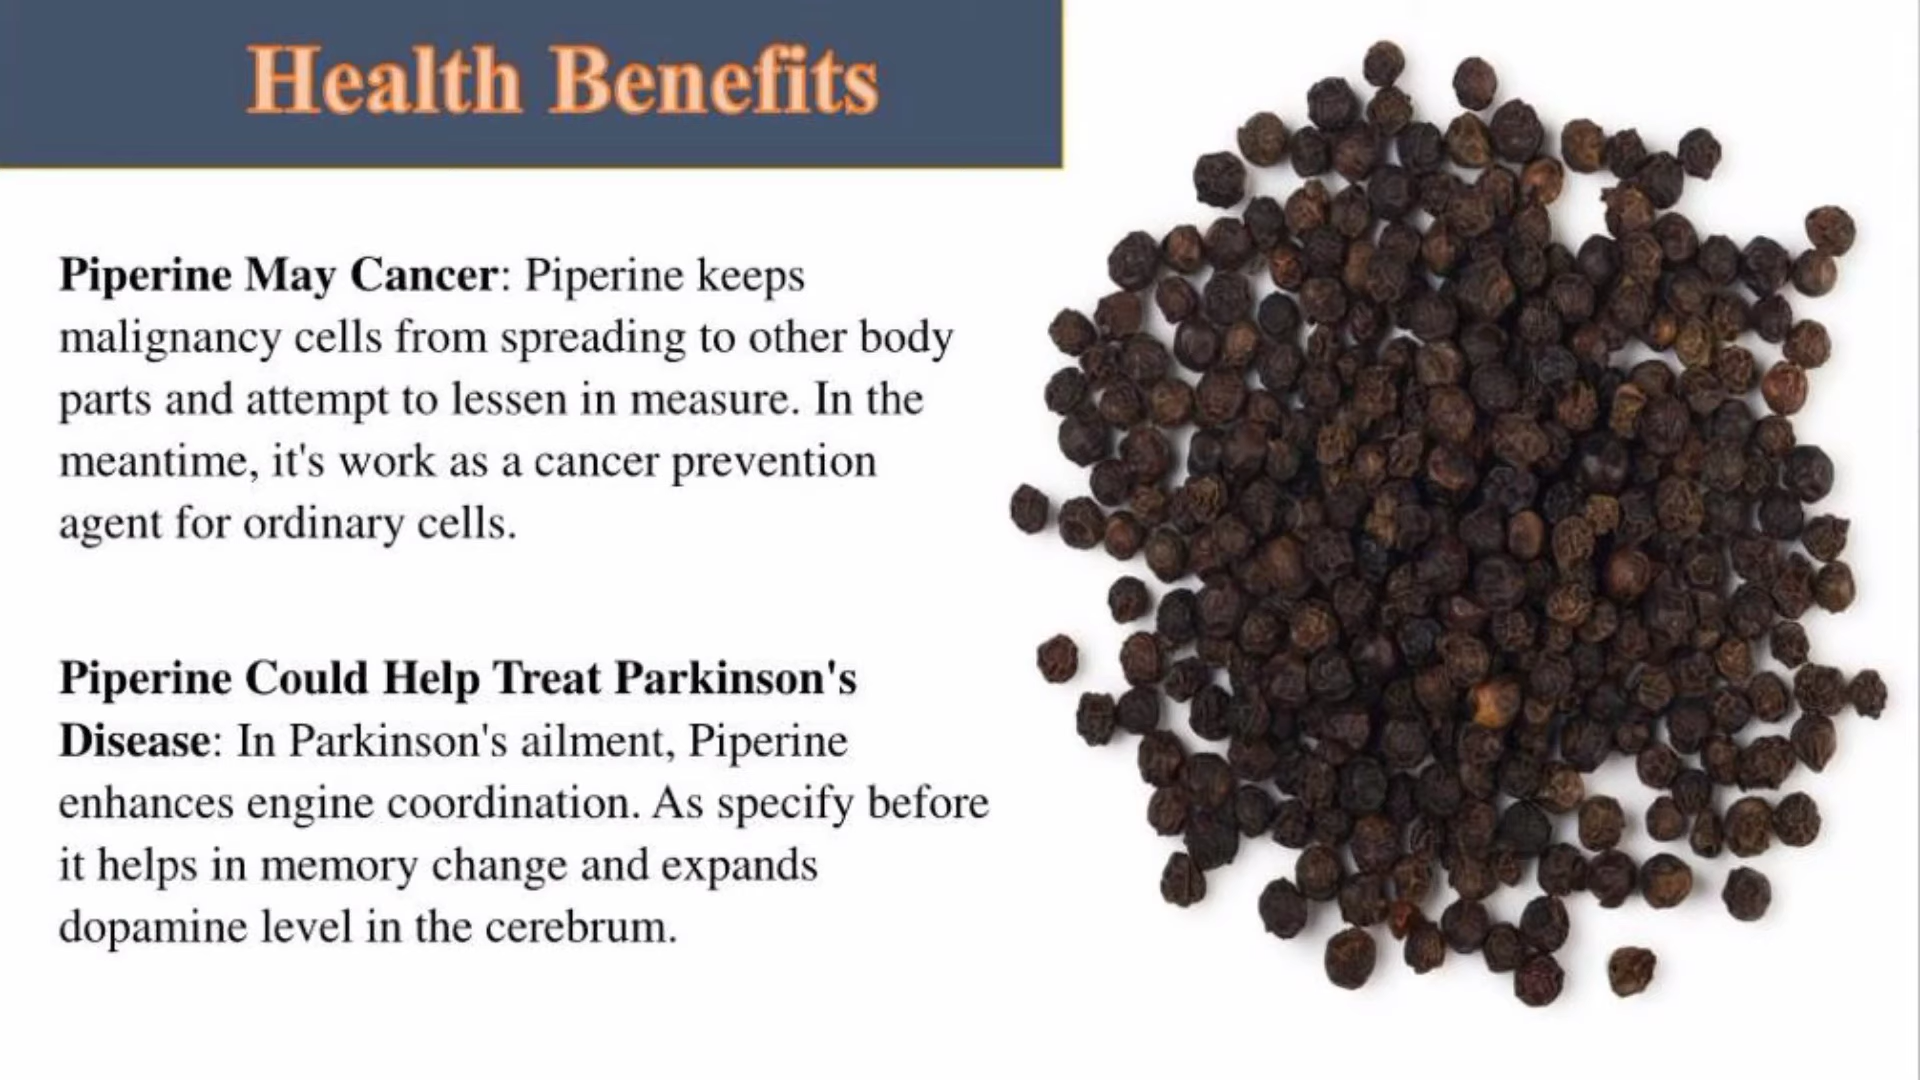 Health Benefits
Piperine May Cancer: Piperine keeps
malignancy cells from spreading to other body
parts and attempt to lessen in measure. In the
meantime, it's work as a cancer prevention
agent for ordinary cells.
Piperine Could Help Treat Parkinson's
Disease: In Parkinson's ailment, Piperine
enhances engine coordination. As specify before
it helps in memory change and expands
dopamine level in the cerebrum.